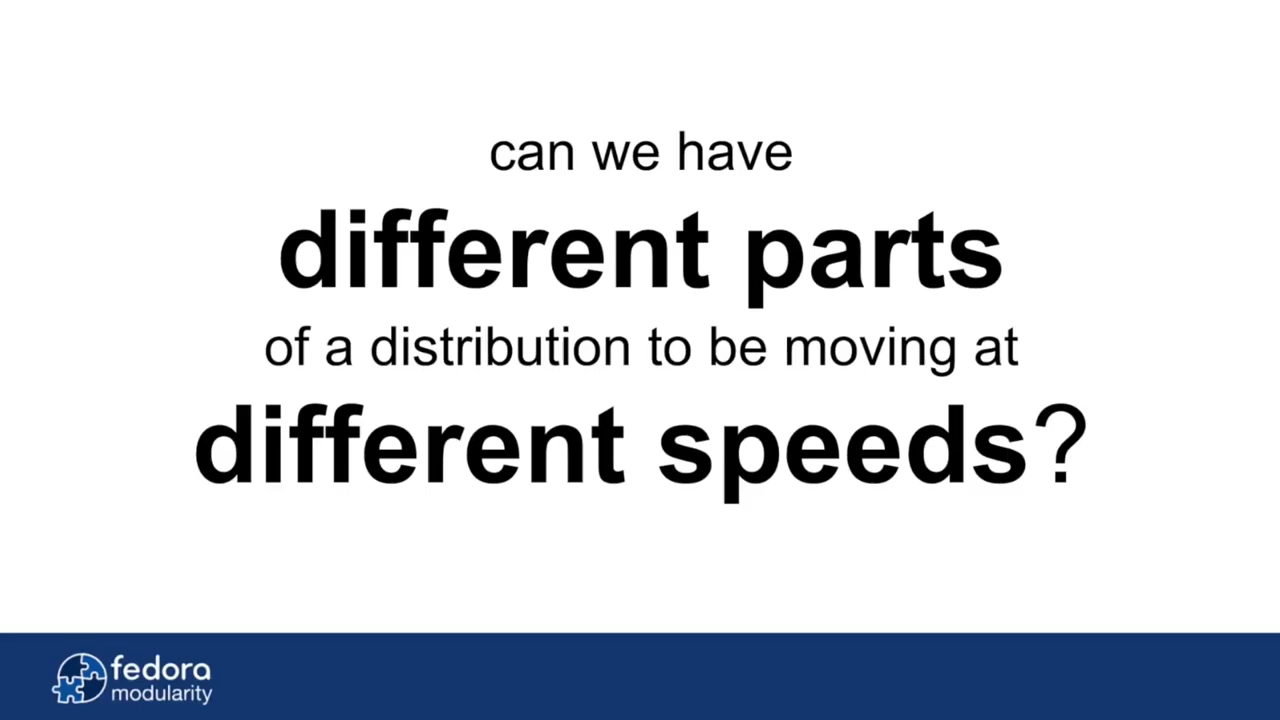 can we have
different parts
of a distribution to be moving at
different speeds?
fedora
modularity